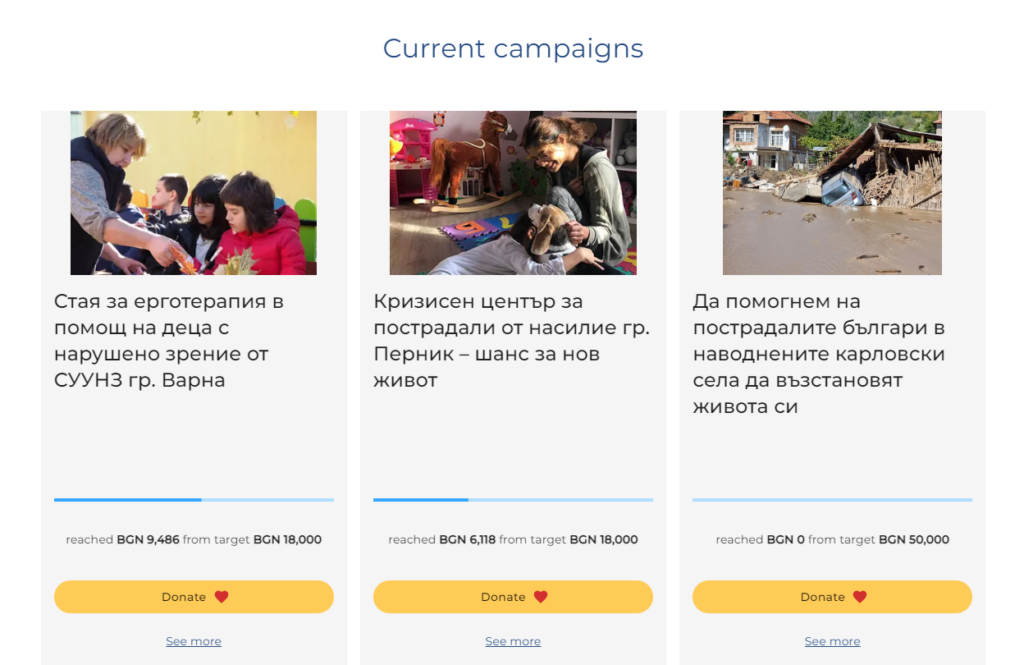 Current campaigns
Стая за ерготерапия в
помощ на деца с
нарушено зрение от
СУУНЗ гр. Варна
reached BGN 9,486 from target BGN 18,000
Donate
See more
Кризисен център за
пострадали от насилие гр.
Перник – шанс за нов
живот
reached BGN 6,118 from target BGN 18,000
Donate
See more
Да помогнем на
пострадалите българи в
наводнените карловски
села да възстановят
живота си
reached BGN 0 from target BGN 50,000
Donate
See more